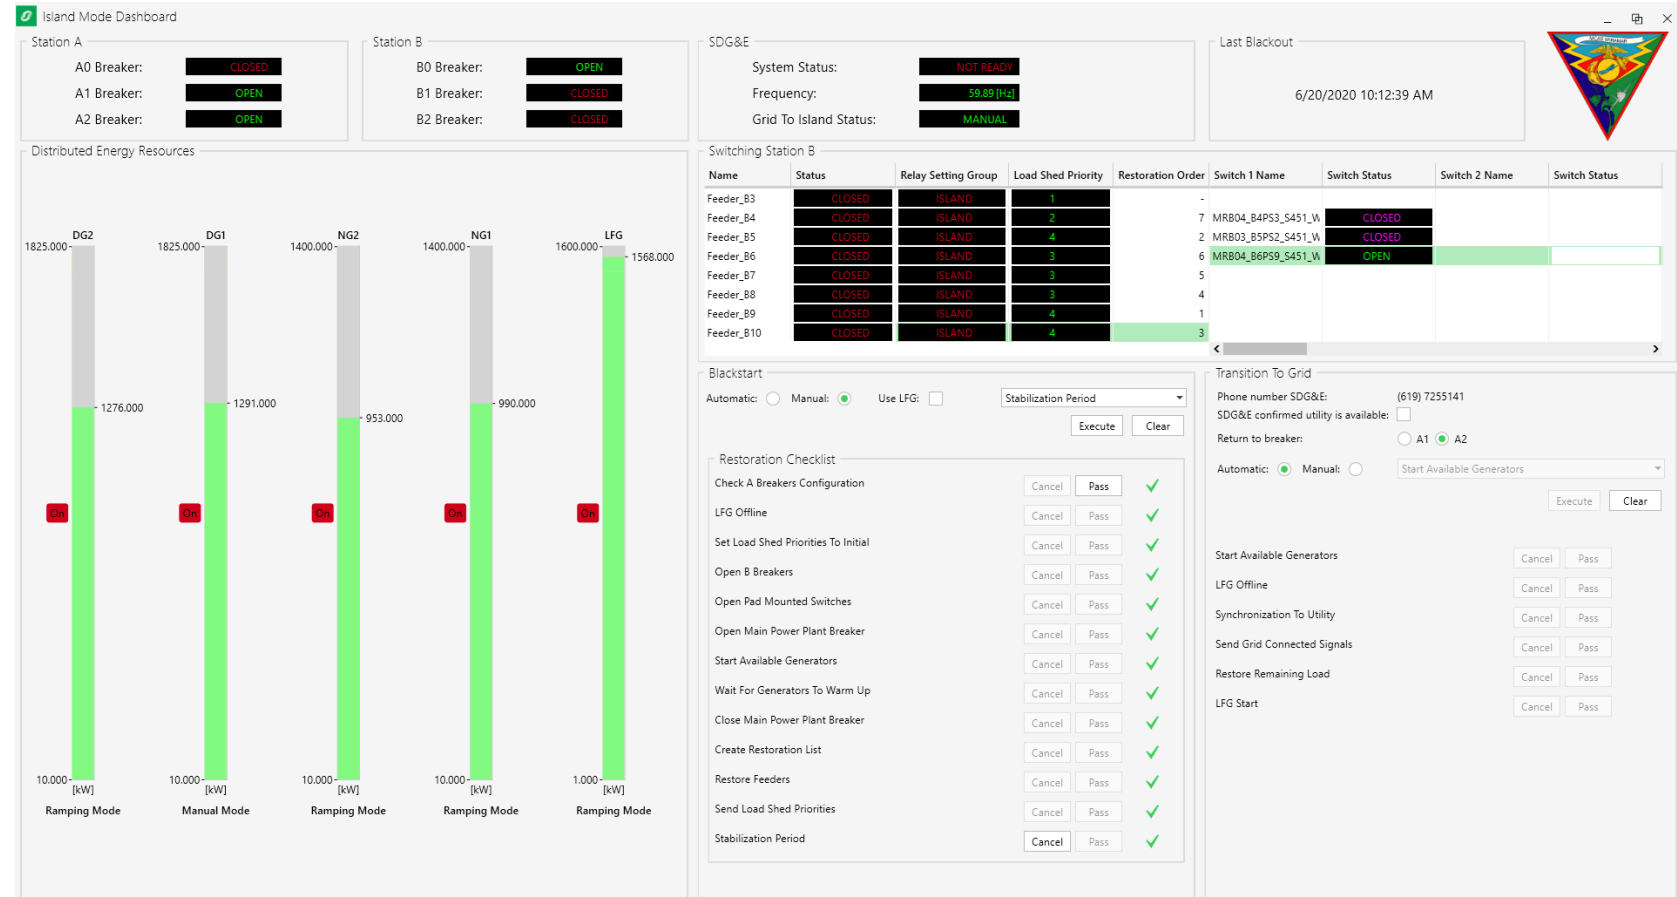 Island Mode Dashboard
Station A
A0 Breaker: CLOSED
A1 Breaker: OPEN
A2 Breaker: OPEN
Station B
B0 Breaker: OPEN
B1 Breaker: CLOSED
B2 Breaker: CLOSED
SDG&E
System Status: NOT READY
Frequency: 59.89 [Hz]
Grid To Island Status: MANUAL
Last Blackout
6/20/2020 10:12:39 AM
Distributed Energy Resources
DG2 DG1 NG2 NG1 LFG
1825.000 1825.000 1400.000 1400.000 1600.000
1568.000
1276.000 1291.000 953.000 990.000
On On On On On
10.000 10.000 10.000 10.000 1.000
[kW] [kW] [kW] [kW] [kW]
Ramping Mode Manual Mode Ramping Mode Ramping Mode Ramping Mode
Switching Station B
Name Status Relay Setting Group Load Shed Priority Restoration Order Switch 1 Name Switch Status Switch 2 Name Switch Status
Feeder_B3 CLOSED ISLAND 1 -
Feeder_B4 CLOSED ISLAND 2 7 MRB04_B4PS3_S451_W CLOSED
Feeder_B5 CLOSED ISLAND 4 2 MRB03_B5PS2_S451_W CLOSED
Feeder_B6 CLOSED ISLAND 3 6 MRB04_B6PS9_S451_W OPEN
Feeder_B7 CLOSED ISLAND 3 5
Feeder_B8 CLOSED ISLAND 3 4
Feeder_B9 CLOSED ISLAND 4 1
Feeder_B10 CLOSED ISLAND 4 3
Blackstart
Automatic: Manual: Use LFG: Stabilization Period
Execute Clear
Restoration Checklist
Check A Breakers Configuration Cancel Pass
LFG Offline Cancel Pass
Set Load Shed Priorities To Initial Cancel Pass
Open B Breakers Cancel Pass
Open Pad Mounted Switches Cancel Pass
Open Main Power Plant Breaker Cancel Pass
Start Available Generators Cancel Pass
Wait For Generators To Warm Up Cancel Pass
Close Main Power Plant Breaker Cancel Pass
Create Restoration List Cancel Pass
Restore Feeders Cancel Pass
Send Load Shed Priorities Cancel Pass
Stabilization Period Cancel Pass
Transition To Grid
Phone number SDG&E: (619) 7255141
SDG&E confirmed utility is available:
Return to breaker: A1 A2
Automatic: Manual: Start Available Generators
Execute Clear
Start Available Generators Cancel Pass
LFG Offline Cancel Pass
Synchronization To Utility Cancel Pass
Send Grid Connected Signals Cancel Pass
Restore Remaining Load Cancel Pass
LFG Start Cancel Pass